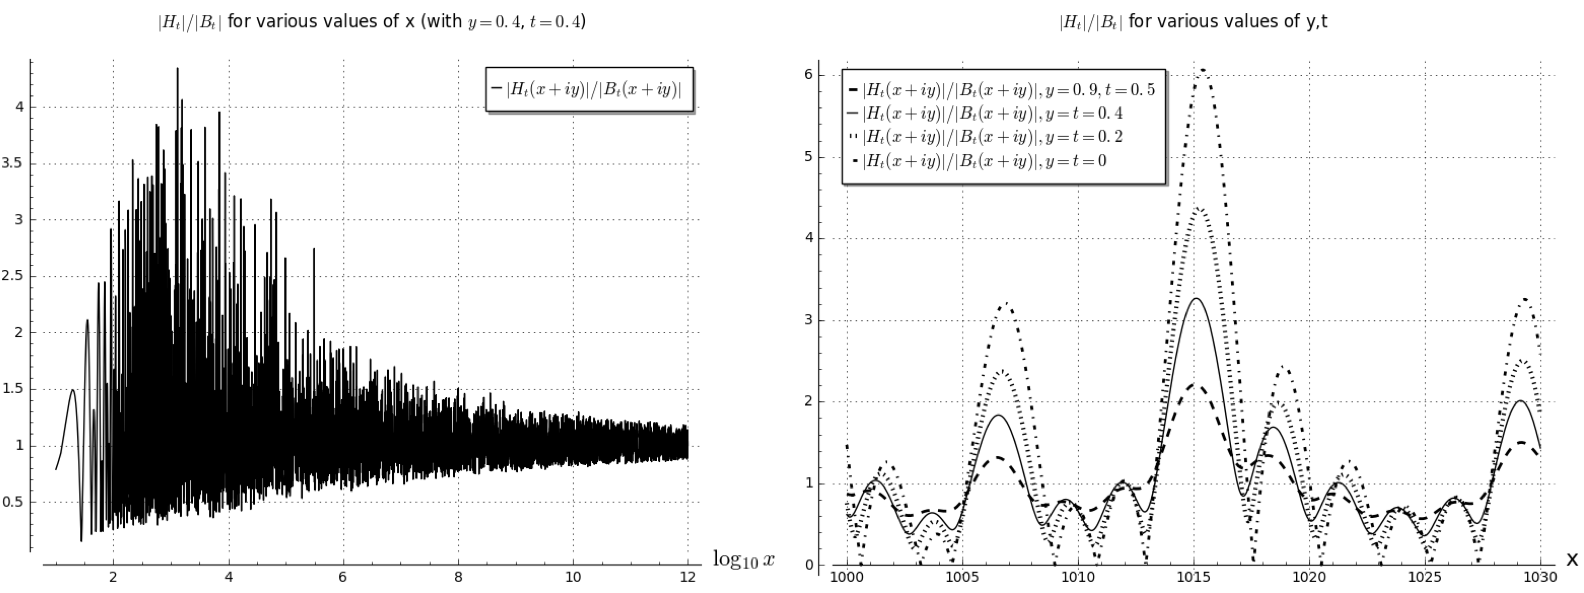 |H_t|/|B_t| for various values of x (with y = 0.4, t = 0.4)
|H_t(x + iy)|/|B_t(x + iy)|
4
3.5
3
2.5
2
1.5
1
0.5
2 4 6 8 10 12
log_10 x
|H_t|/|B_t| for various values of y,t
|H_t(x + iy)|/|B_t(x + iy)|, y = 0.9, t = 0.5
|H_t(x + iy)|/|B_t(x + iy)|, y = t = 0.4
|H_t(x + iy)|/|B_t(x + iy)|, y = t = 0.2
|H_t(x + iy)|/|B_t(x + iy)|, y = t = 0
6
5
4
3
2
1
0
1000 1005 1010 1015 1020 1025 1030
x